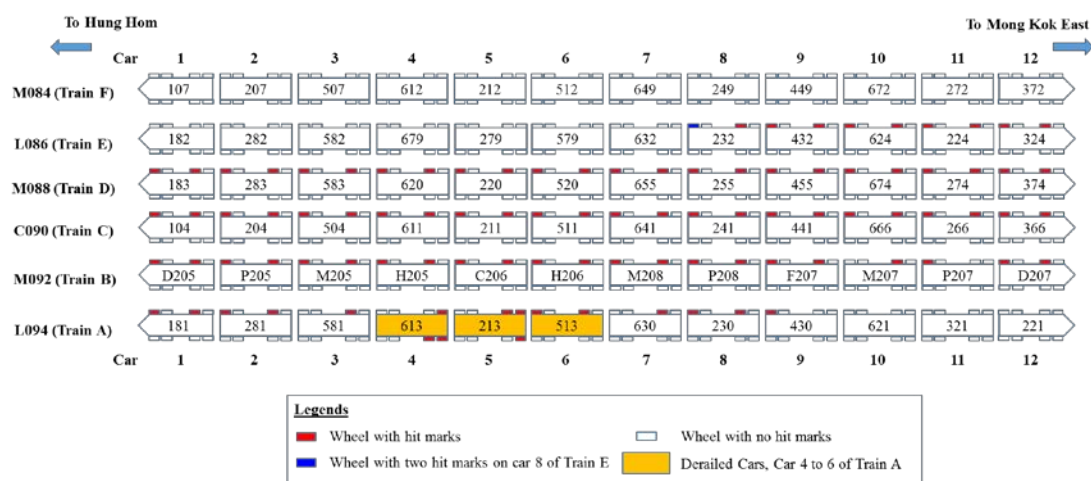 To Hung Hom
To Mong Kok East
Car 1 2 3 4 5 6 7 8 9 10 11 12
M084 (Train F) 107 207 507 612 212 512 649 249 449 672 272 372
L086 (Train E) 182 282 582 679 279 579 632 232 432 624 224 324
M088 (Train D) 183 283 583 620 220 520 655 255 455 674 274 374
C090 (Train C) 104 204 504 611 211 511 641 241 441 666 266 366
M092 (Train B) D205 P205 M205 H205 C206 H206 M208 P208 F207 M207 P207 D207
L094 (Train A) 181 281 581 613 213 513 630 230 430 621 321 221
Car 1 2 3 4 5 6 7 8 9 10 11 12
Legends
Wheel with hit marks
Wheel with no hit marks
Wheel with two hit marks on car 8 of Train E
Derailed Cars, Car 4 to 6 of Train A